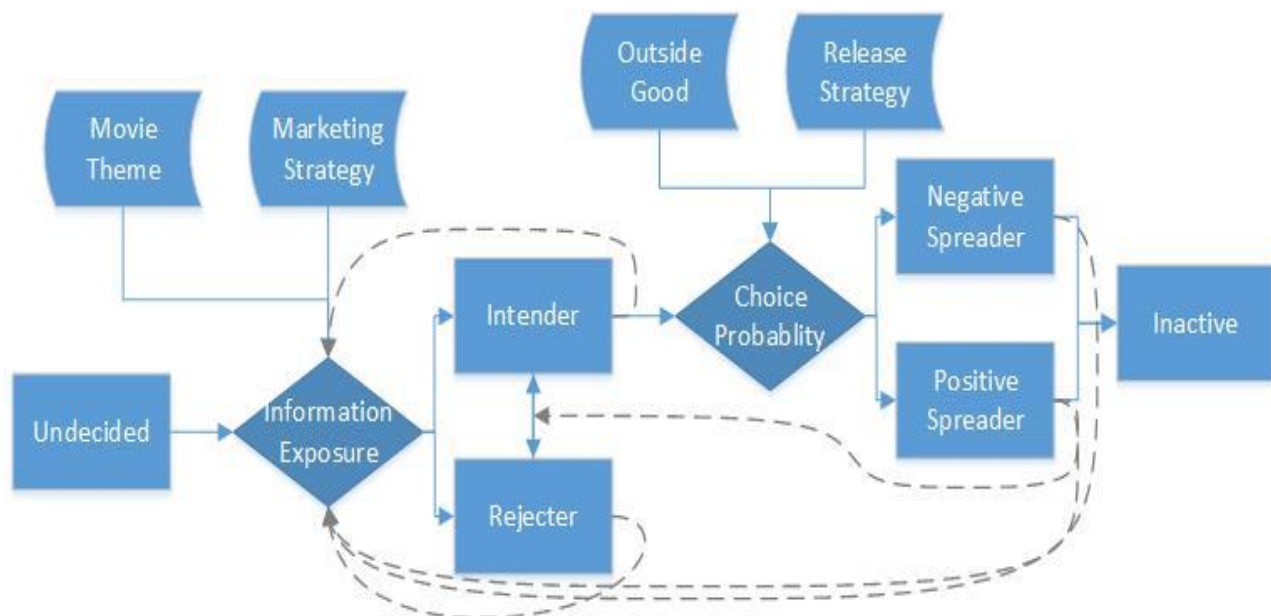 Outside
Good
Release
Strategy
Movie
Theme
Marketing
Strategy
Negative
Spreader
Intender
Choice
Probablity
Inactive
Undecided
Information
Exposure
Positive
Spreader
Rejecter